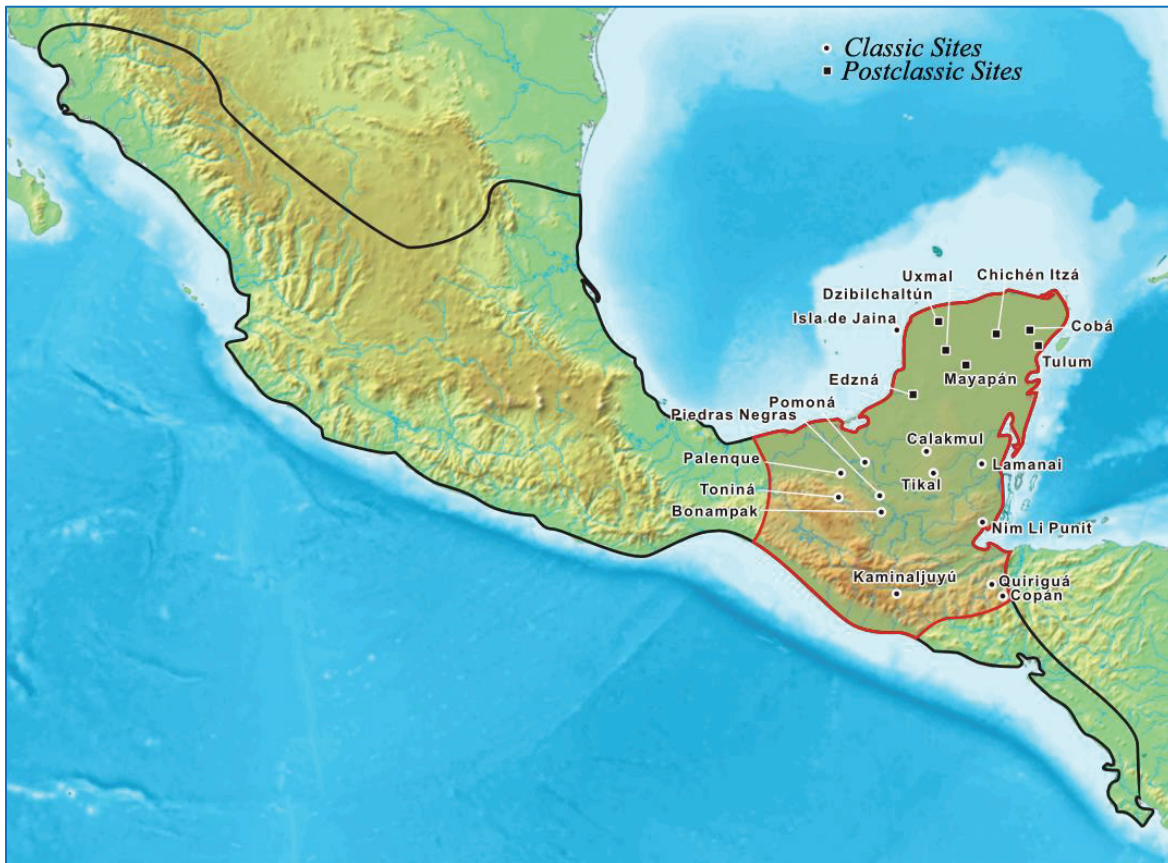 Classic Sites
Postclassic Sites
Uxmal
Chichén Itzá
Dzibilchaltún
Isla de Jaina
Cobá
Tulum
Mayapán
Edzná
Pomoná
Piedras Negras
Calakmul
Palenque
Lamanai
Tikal
Toniná
Bonampak
Nim Li Punit
Kaminaljuyú
Quiriguá
Copán